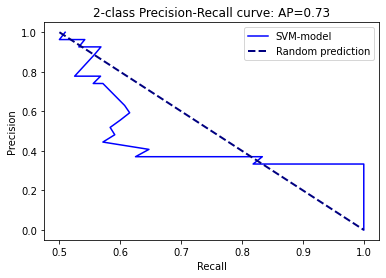 2-class Precision-Recall curve: AP=0.73
SVM-model
Random prediction
1.0
0.8
0.6
0.4
0.2
0.0
Precision
0.5 0.6 0.7 0.8 0.9 1.0
Recall